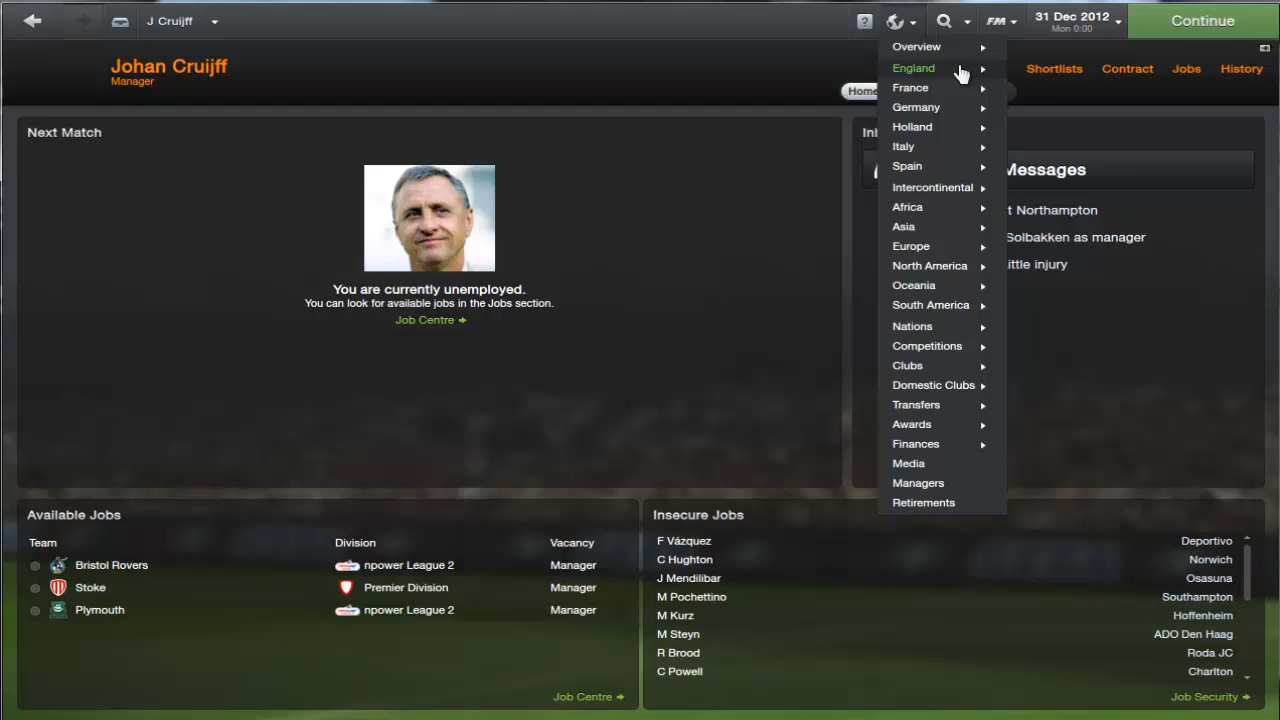 J Cruijff
FM
31 Dec 2012
Mon 0:00
Continue
Johan Cruijff
Manager
Shortlists
Contract
Jobs
History
Home
Overview
England
France
Germany
Holland
Italy
Spain
Intercontinental
Africa
Asia
Europe
North America
Oceania
South America
Nations
Competitions
Clubs
Domestic Clubs
Transfers
Awards
Finances
Media
Managers
Retirements
Next Match
You are currently unemployed.
You can look for available jobs in the Jobs section.
Job Centre
Messages
Northampton
Solbakken as manager
injury
Available Jobs
Team Division Vacancy
Bristol Rovers npower League 2 Manager
Stoke Premier Division Manager
Plymouth npower League 2 Manager
Job Centre
Insecure Jobs
F Vázquez Deportivo
C Hughton Norwich
J Mendilibar Osasuna
M Pochettino Southampton
M Kurz Hoffenheim
M Steyn ADO Den Haag
R Brood Roda JC
C Powell Charlton
Job Security